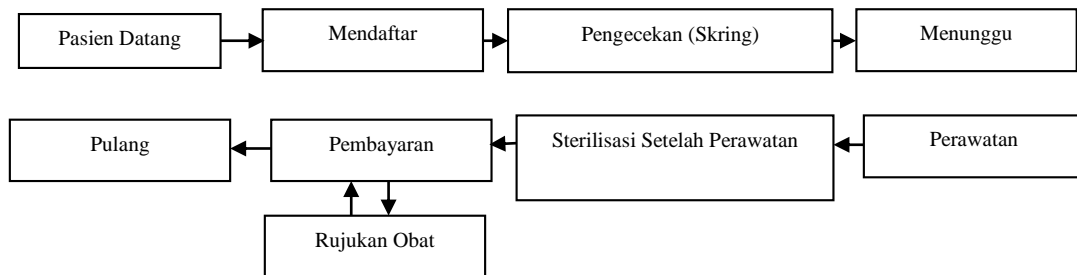 Pasien Datang
Mendaftar
Pengecekan (Skring)
Menunggu
Pulang
Pembayaran
Sterilisasi Setelah Perawatan
Perawatan
Rujukan Obat